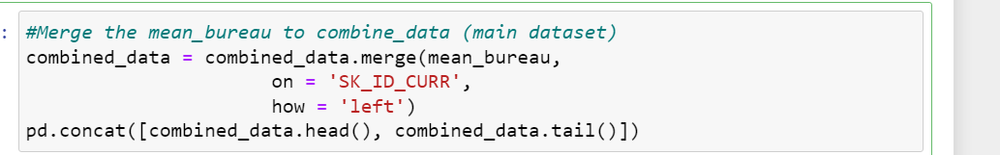 : #Merge the mean_bureau to combine_data (main dataset)
combined_data = combined_data.merge(mean_bureau,
on = 'SK_ID_CURR',
how = 'left')
pd.concat([combined_data.head(), combined_data.tail()])